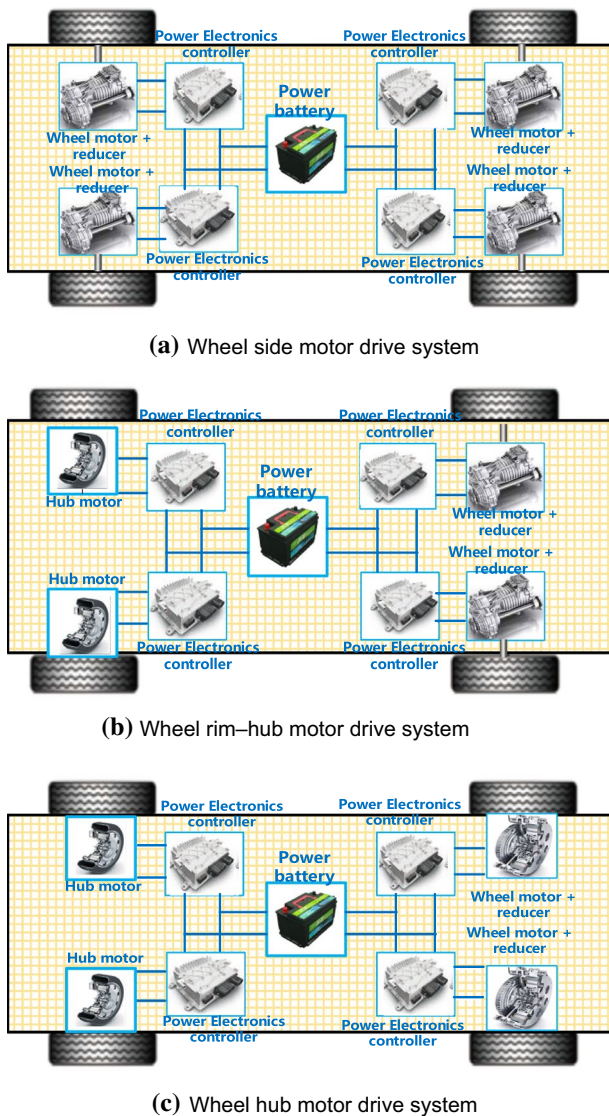 Power Electronics
controller
Power Electronics
controller
Power
battery
Wheel motor +
reducer
Wheel motor +
reducer
Wheel motor +
reducer
Wheel motor +
reducer
Power Electronics
controller
Power Electronics
controller
(a) Wheel side motor drive system
Power Electronics
controller
Power Electronics
controller
Power
battery
Hub motor
Wheel motor +
reducer
Hub motor
Wheel motor +
reducer
Power Electronics
controller
Power Electronics
controller
(b) Wheel rim–hub motor drive system
Power Electronics
controller
Power Electronics
controller
Power
battery
Hub motor
Wheel motor +
reducer
Hub motor
Wheel motor +
reducer
Power Electronics
controller
Power Electronics
controller
(c) Wheel hub motor drive system